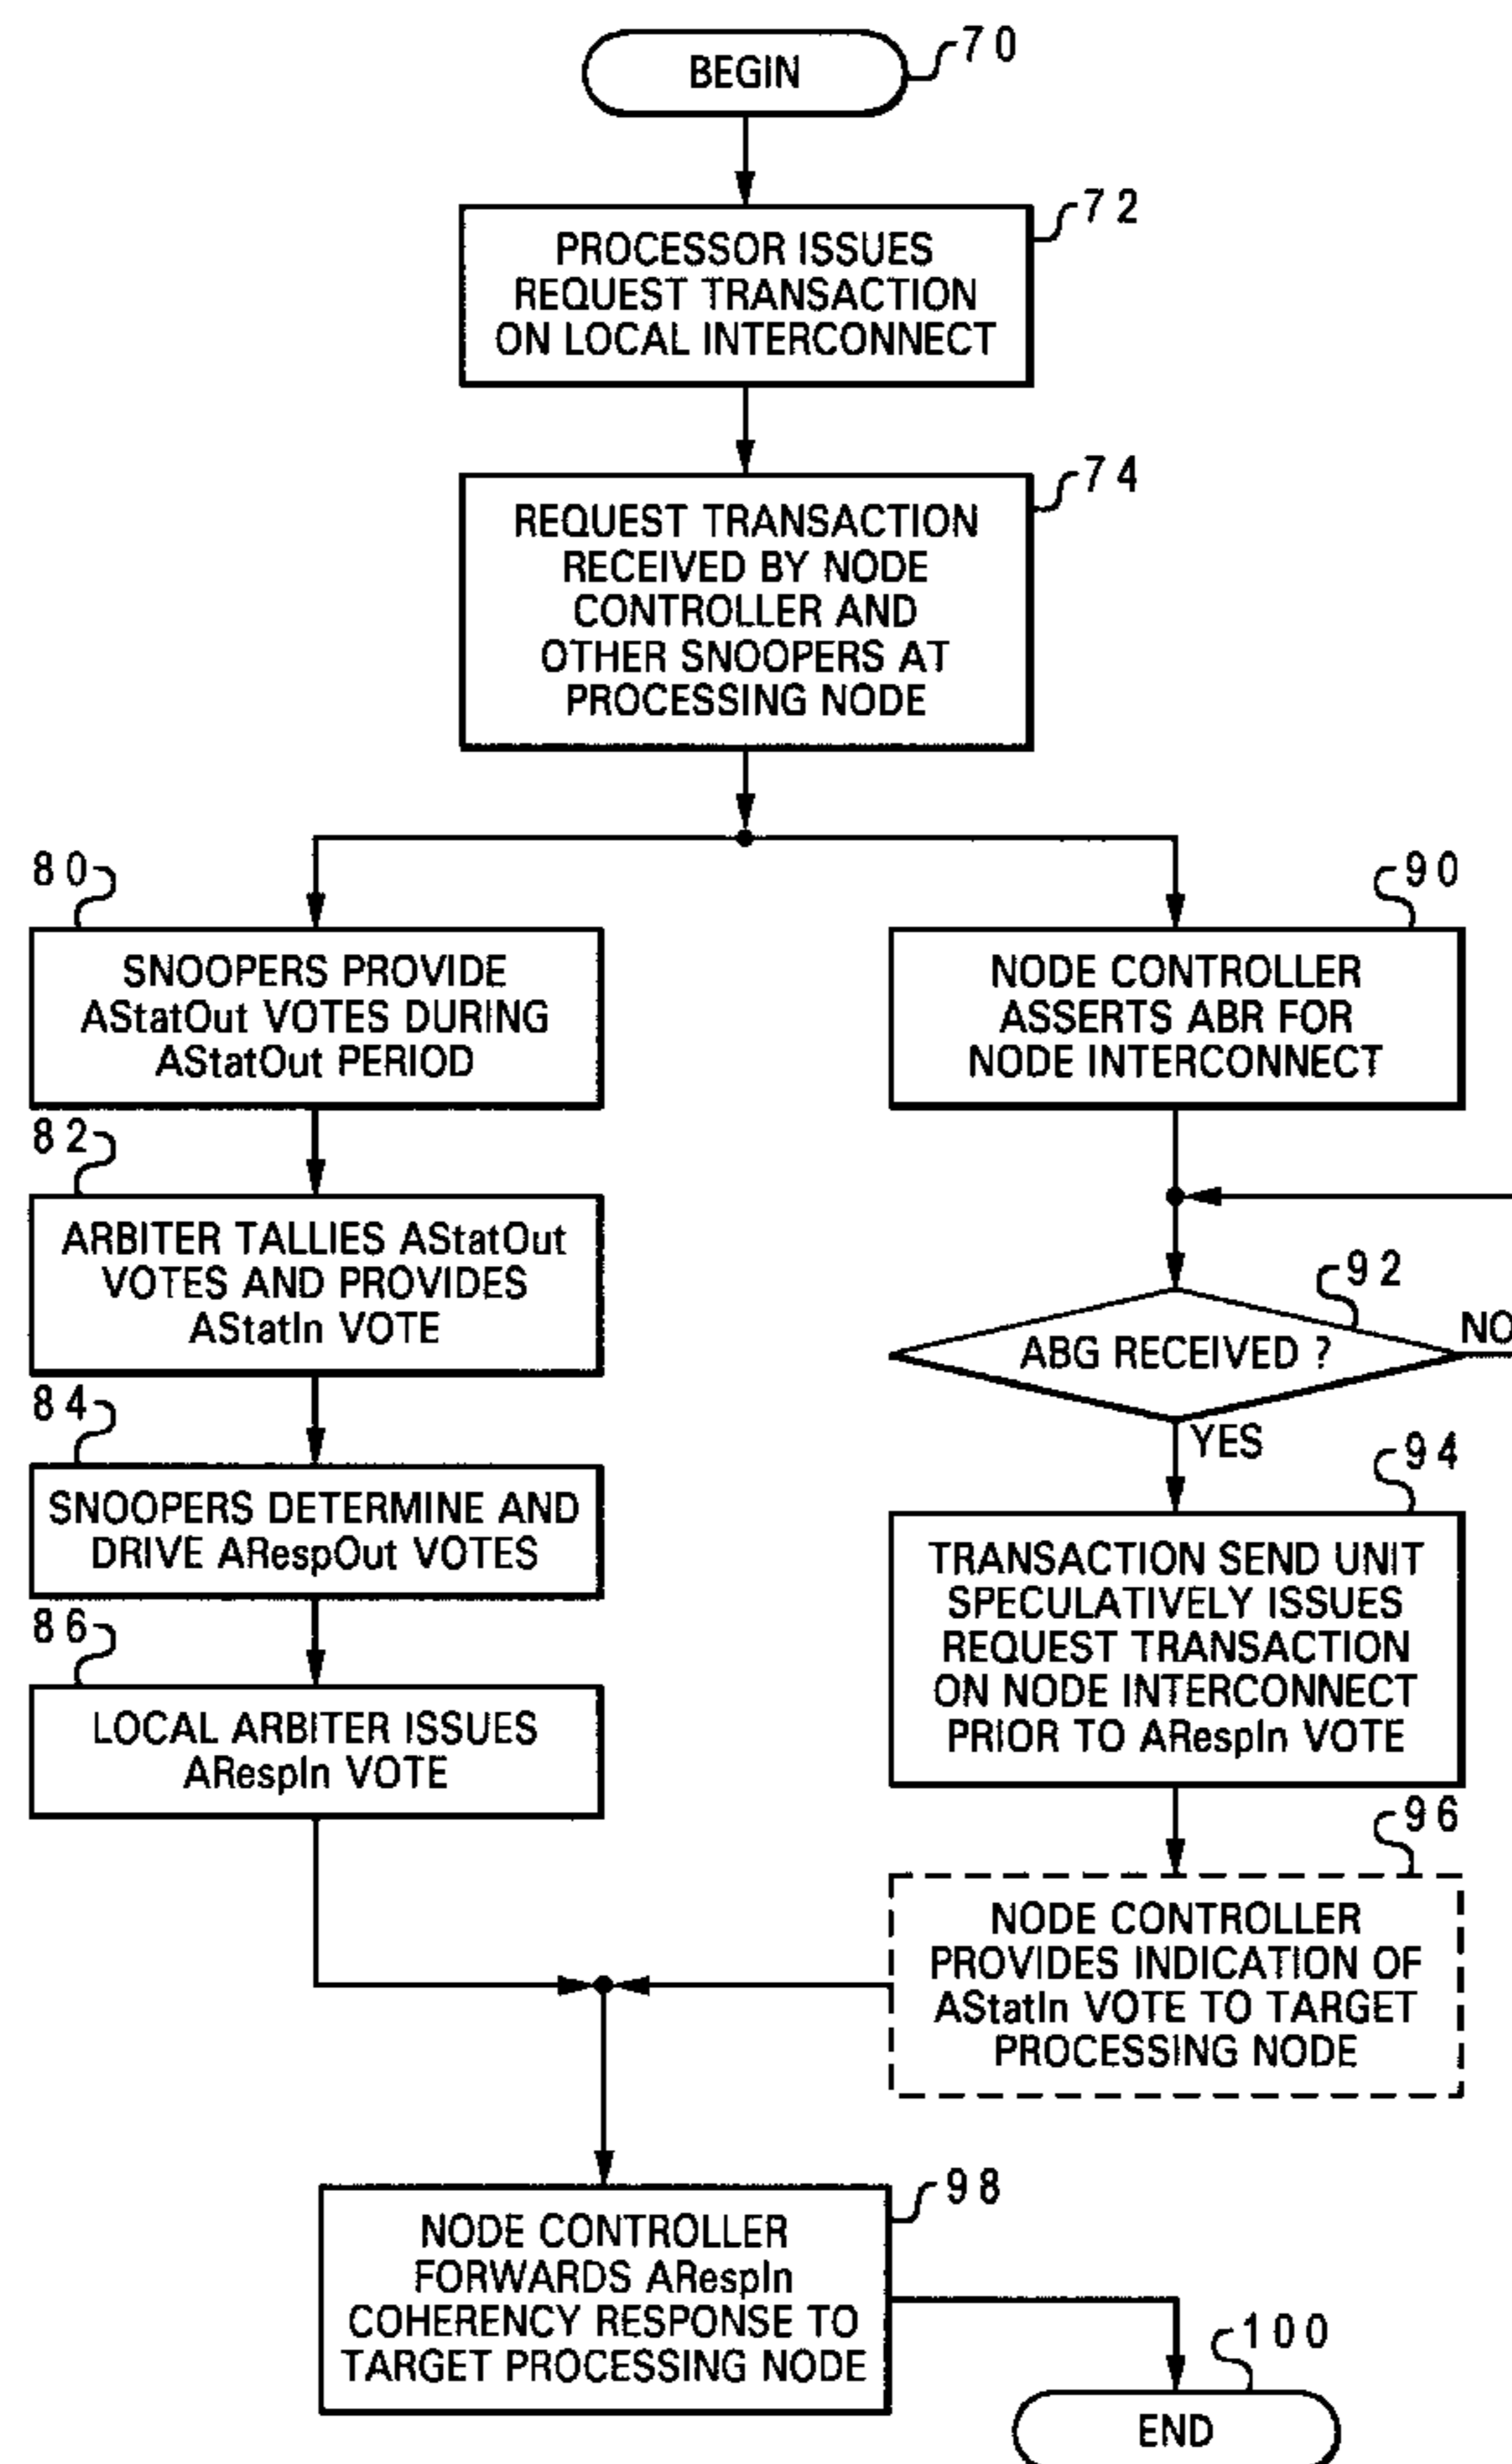 BEGIN
70
72
PROCESSOR ISSUES
REQUEST TRANSACTION
ON LOCAL INTERCONNECT
74
REQUEST TRANSACTION
RECEIVED BY NODE
CONTROLLER AND
OTHER SNOOPERS AT
PROCESSING NODE
80
SNOOPERS PROVIDE
AStatOut VOTES DURING
AStatOut PERIOD
82
ARBITER TALLIES AStatOut
VOTES AND PROVIDES
AStatIn VOTE
84
SNOOPERS DETERMINE AND
DRIVE ARespOut VOTES
86
LOCAL ARBITER ISSUES
ARespIn VOTE
90
NODE CONTROLLER
ASSERTS ABR FOR
NODE INTERCONNECT
92
ABG RECEIVED ?
NO
YES
94
TRANSACTION SEND UNIT
SPECULATIVELY ISSUES
REQUEST TRANSACTION
ON NODE INTERCONNECT
PRIOR TO ARespIn VOTE
96
NODE CONTROLLER
PROVIDES INDICATION OF
AStatIn VOTE TO TARGET
PROCESSING NODE
98
NODE CONTROLLER
FORWARDS ARespIn
COHERENCY RESPONSE TO
TARGET PROCESSING NODE
100
END